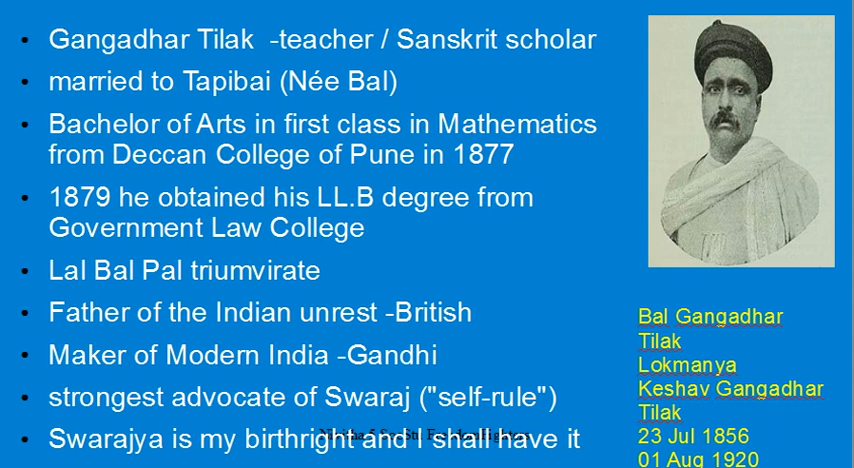 • Gangadhar Tilak -teacher / Sanskrit scholar
• married to Tapibai (Née Bal)
• Bachelor of Arts in first class in Mathematics
from Deccan College of Pune in 1877
• 1879 he obtained his LL.B degree from
Government Law College
• Lal Bal Pal triumvirate
• Father of the Indian unrest -British
• Maker of Modern India -Gandhi
• strongest advocate of Swaraj ("self-rule")
• Swarajya is my birthright and I shall have it
Bal Gangadhar
Tilak
Lokmanya
Keshav Gangadhar
Tilak
23 Jul 1856
01 Aug 1920